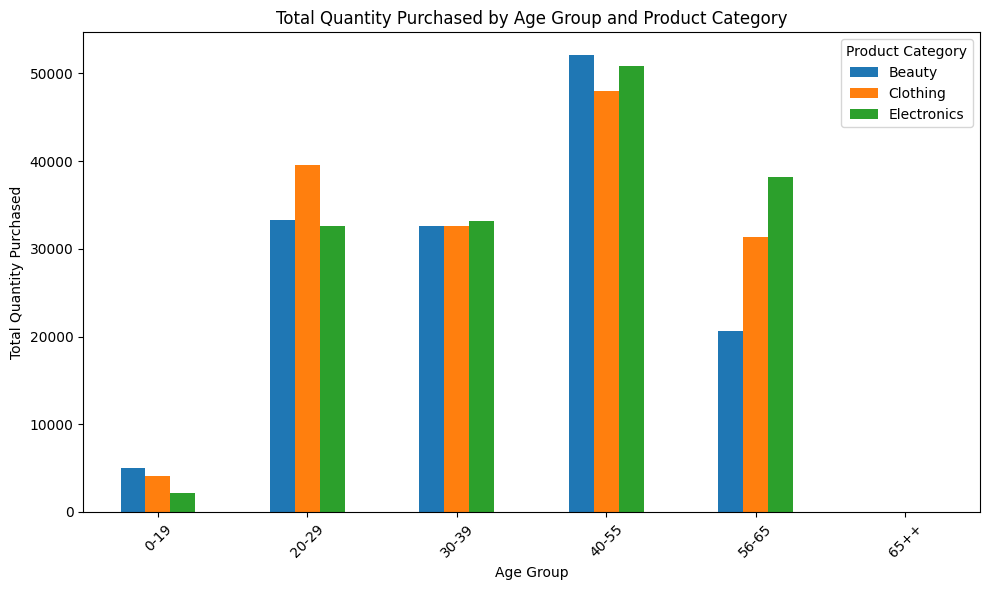 Total Quantity Purchased by Age Group and Product Category
Product Category
Beauty
Clothing
Electronics
Total Quantity Purchased
50000
40000
30000
20000
10000
0
0-19
20-29
30-39
40-55
56-65
65++
Age Group